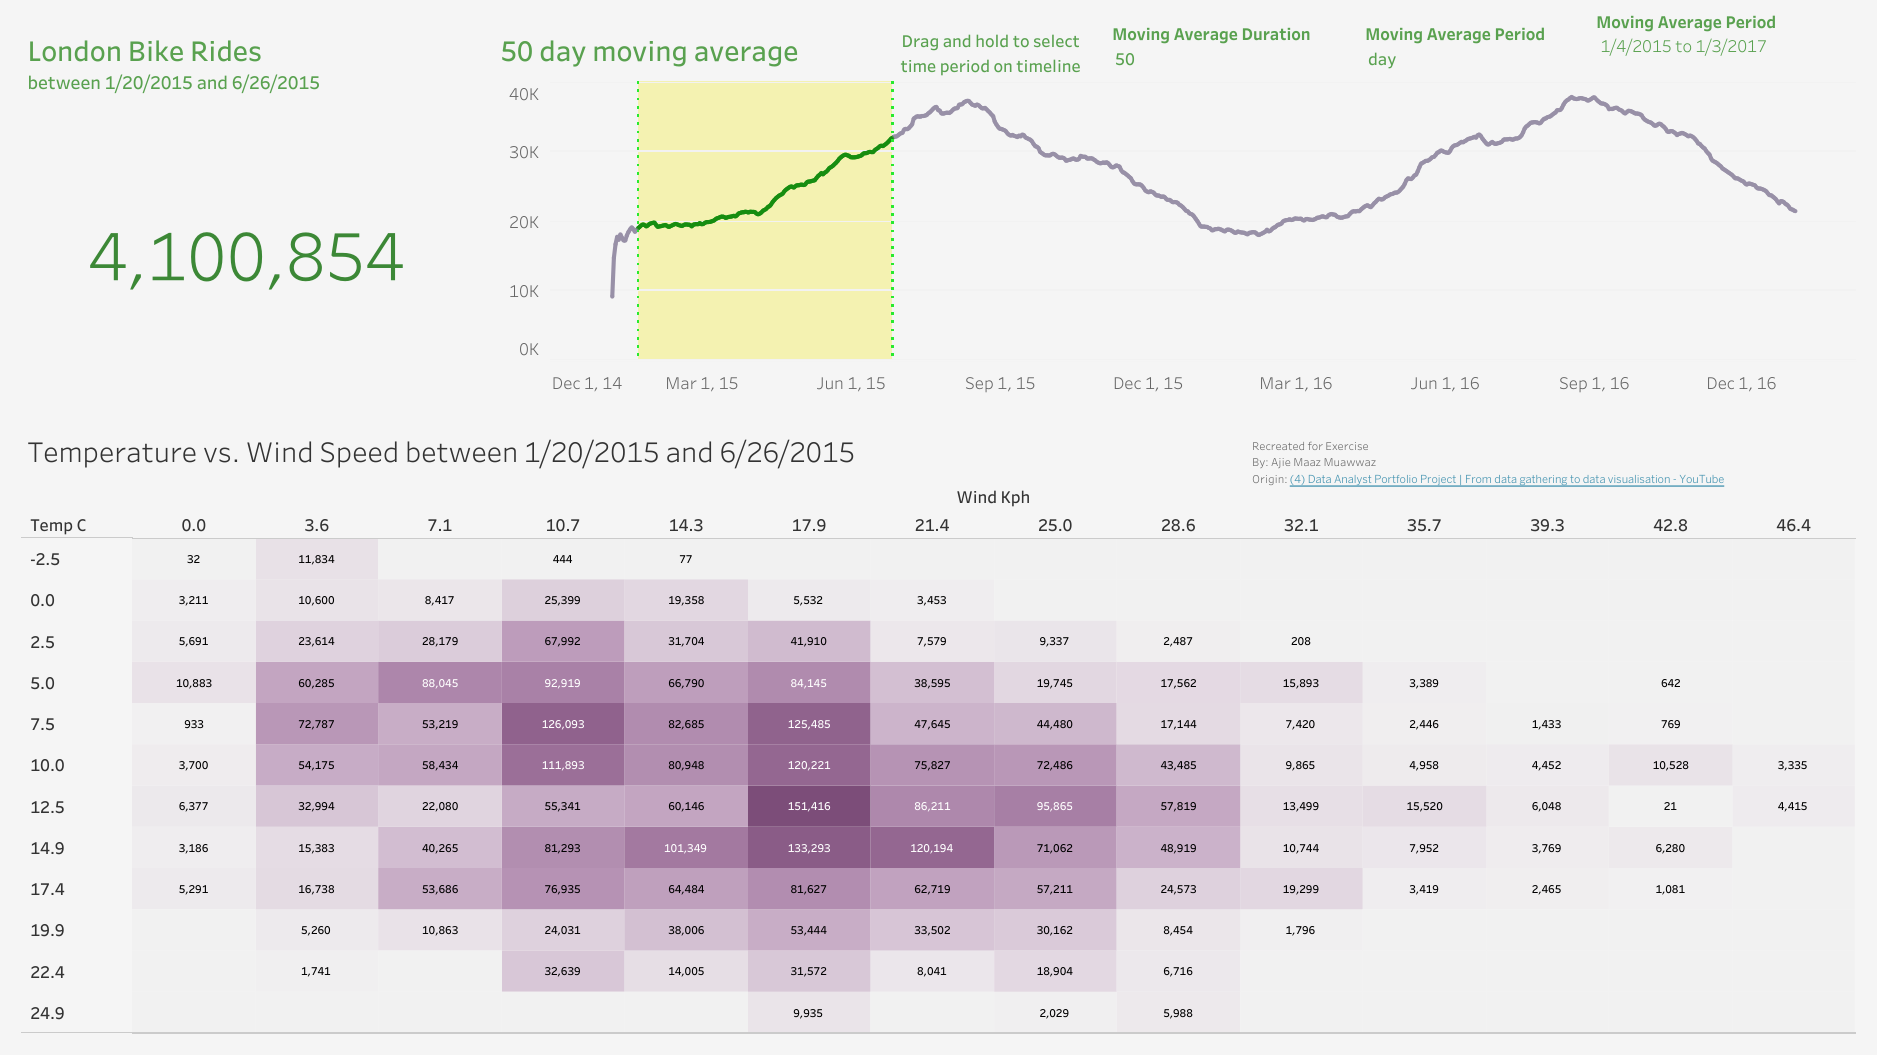 London Bike Rides
between 1/20/2015 and 6/26/2015
4,100,854
50 day moving average
Drag and hold to select
time period on timeline
Moving Average Duration
50
Moving Average Period
day
Moving Average Period
1/4/2015 to 1/3/2017
40K
30K
20K
10K
0K
Dec 1, 14 Mar 1, 15 Jun 1, 15 Sep 1, 15 Dec 1, 15 Mar 1, 16 Jun 1, 16 Sep 1, 16 Dec 1, 16
Temperature vs. Wind Speed between 1/20/2015 and 6/26/2015
Recreated for Exercise
By: Ajie Maaz Muawwaz
Origin: (4) Data Analyst Portfolio Project | From data gathering to data visualisation - YouTube
Wind Kph
Temp C 0.0 3.6 7.1 10.7 14.3 17.9 21.4 25.0 28.6 32.1 35.7 39.3 42.8 46.4
-2.5 32 11,834 444 77
0.0 3,211 10,600 8,417 25,399 19,358 5,532 3,453
2.5 5,691 23,614 28,179 67,992 31,704 41,910 7,579 9,337 2,487 208
5.0 10,883 60,285 88,045 92,919 66,790 84,145 38,595 19,745 17,562 15,893 3,389 642
7.5 933 72,787 53,219 126,093 82,685 125,485 47,645 44,480 17,144 7,420 2,446 1,433 769
10.0 3,700 54,175 58,434 111,893 80,948 120,221 75,827 72,486 43,485 9,865 4,958 4,452 10,528 3,335
12.5 6,377 32,994 22,080 55,341 60,146 151,416 86,211 95,865 57,819 13,499 15,520 6,048 21 4,415
14.9 3,186 15,383 40,265 81,293 101,349 133,293 120,194 71,062 48,919 10,744 7,952 3,769 6,280
17.4 5,291 16,738 53,686 76,935 64,484 81,627 62,719 57,211 24,573 19,299 3,419 2,465 1,081
19.9 5,260 10,863 24,031 38,006 53,444 33,502 30,162 8,454 1,796
22.4 1,741 32,639 14,005 31,572 8,041 18,904 6,716
24.9 9,935 2,029 5,988